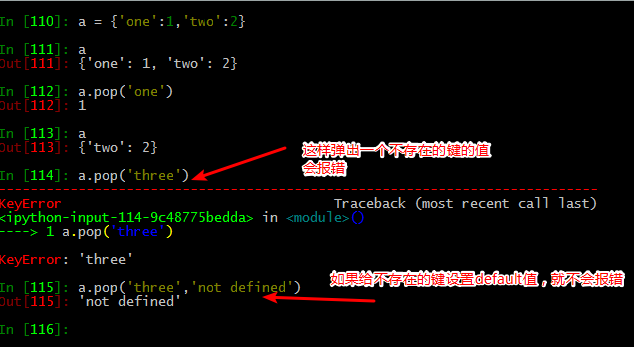 In [110]: a = {'one':1,'two':2}
In [111]: a
Out[111]: {'one': 1, 'two': 2}
In [112]: a.pop('one')
Out[112]: 1
In [113]: a
Out[113]: {'two': 2}
这样弹出一个不存在的键的值
会报错
In [114]: a.pop('three')
---------------------------------------------------------------------------
KeyError                                  Traceback (most recent call last)
<ipython-input-114-9c48775bedda> in <module>()
----> 1 a.pop('three')
KeyError: 'three'
如果给不存在的键设置default值，就不会报错
In [115]: a.pop('three','not defined')
Out[115]: 'not defined'
In [116]: